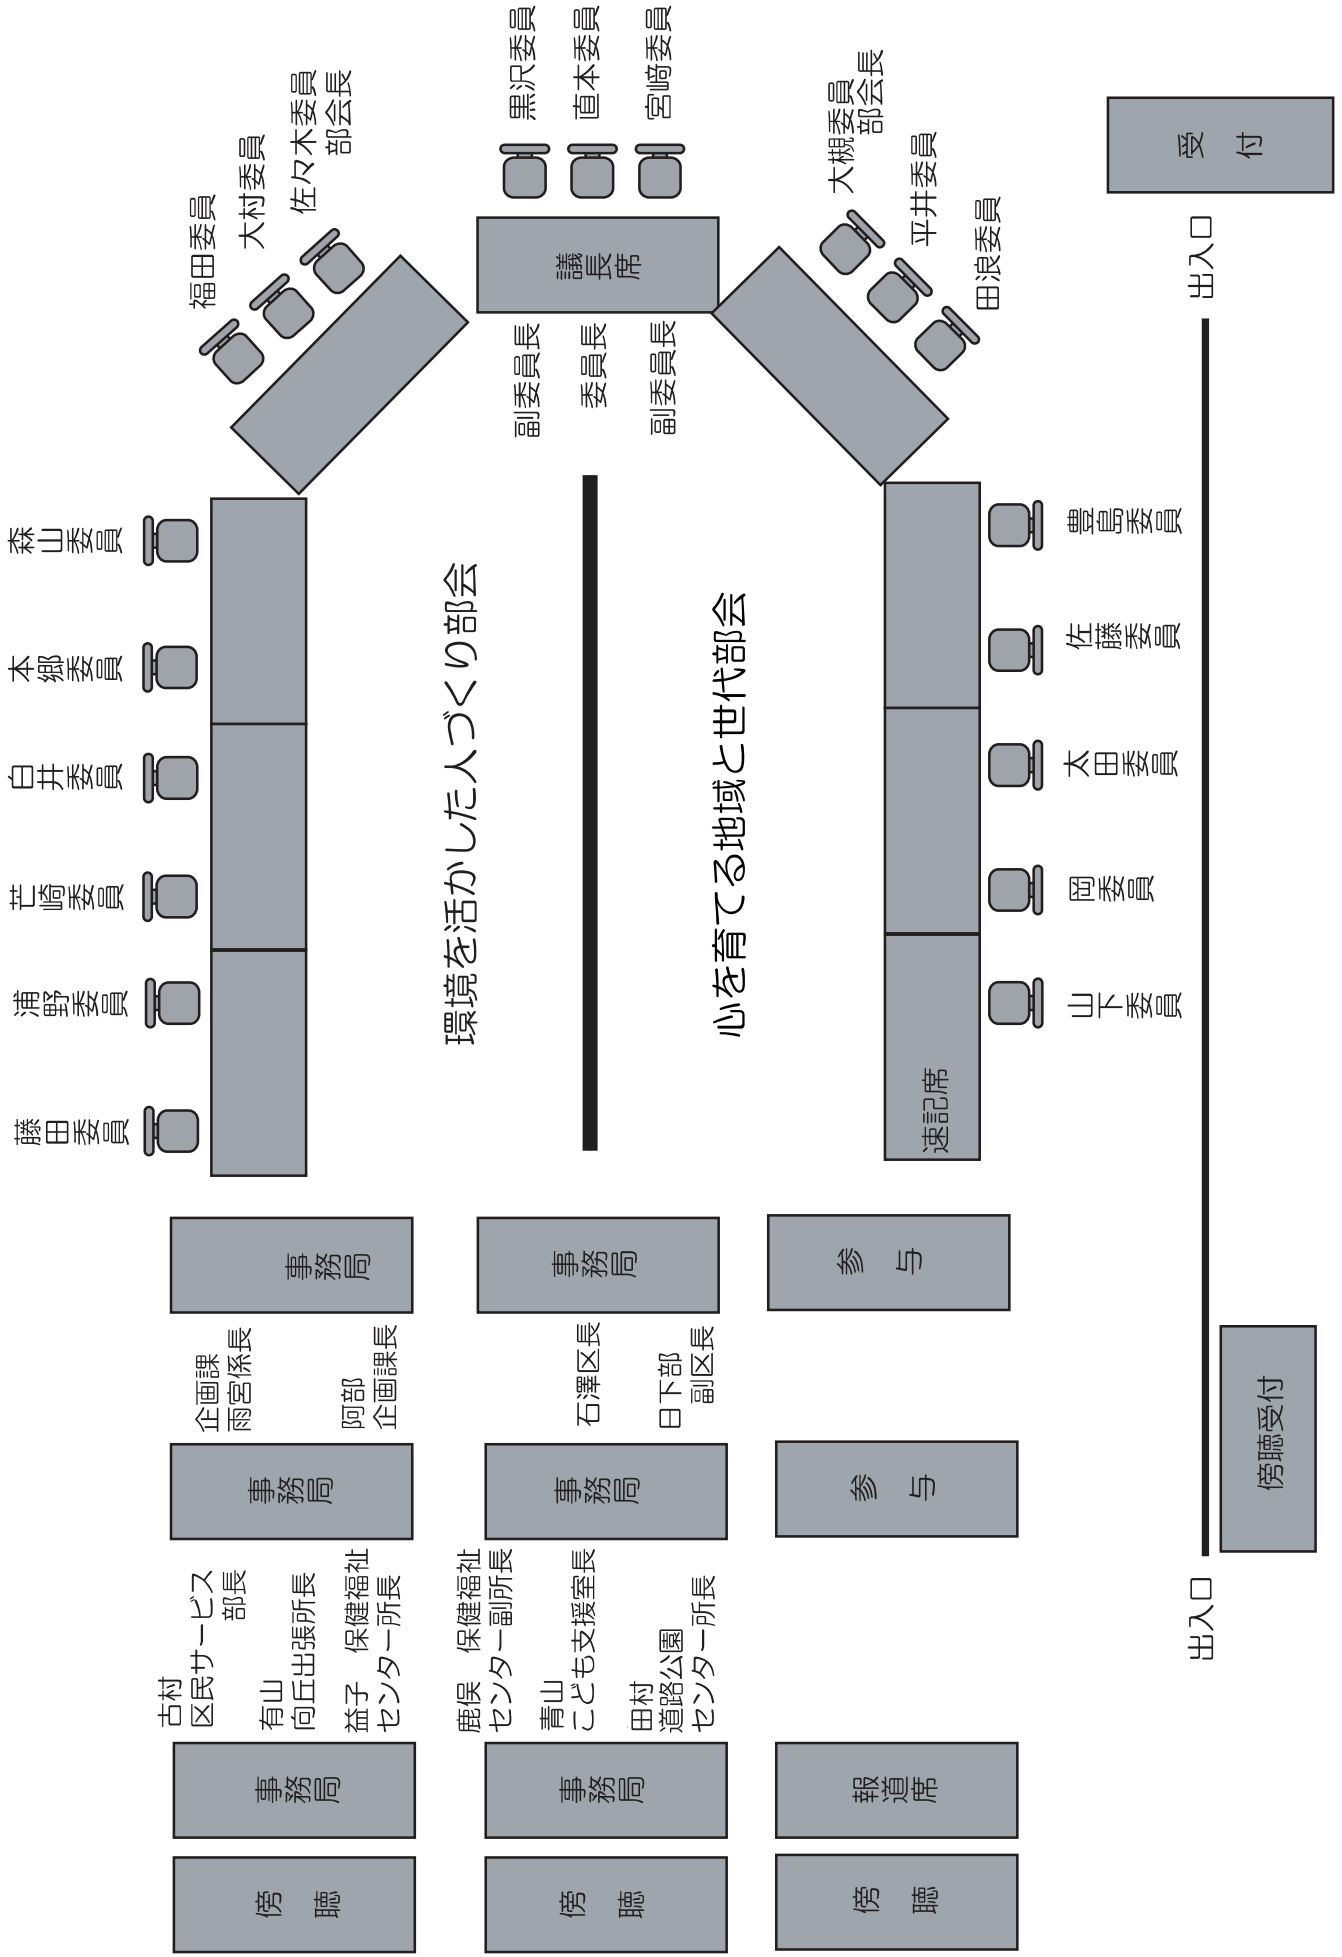 黒沢委員
直本委員
宮﨑委員
佐々木委員
部会長
大村委員
福田委員
大槻委員
部会長
平井委員
田浪委員
受　付
出入口
議長席
副委員長
委員長
副委員長
森山委員
本郷委員
白井委員
芒﨑委員
浦野委員
藤田委員
環境を活かした人づくり部会
心を育てる地域と世代部会
豊島委員
佐藤委員
太田委員
岡委員
山下委員
速記席
事務局
事務局
参　与
企画課
雨宮係長
阿部
企画課長
石澤区長
日下部
副区長
事務局
事務局
参　与
傍聴受付
出入口
古村
区民サービス
部長
有山
向丘出張所長
益子　保健福祉
センター所長
鹿俣　保健福祉
センター副所長
青山
こども支援室長
田村
道路公園
センター所長
事務局
事務局
報道席
傍　聴
傍　聴
傍　聴